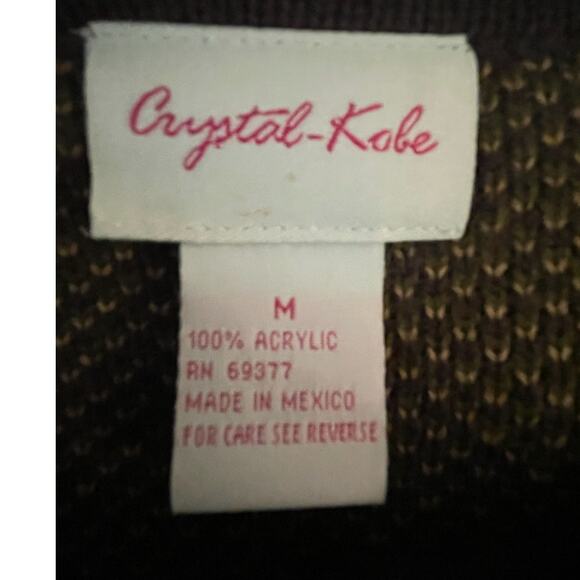 Crystal-Kobe
M
100% ACRYLIC
RN 69377
MADE IN MEXICO
FOR CARE SEE REVERSE